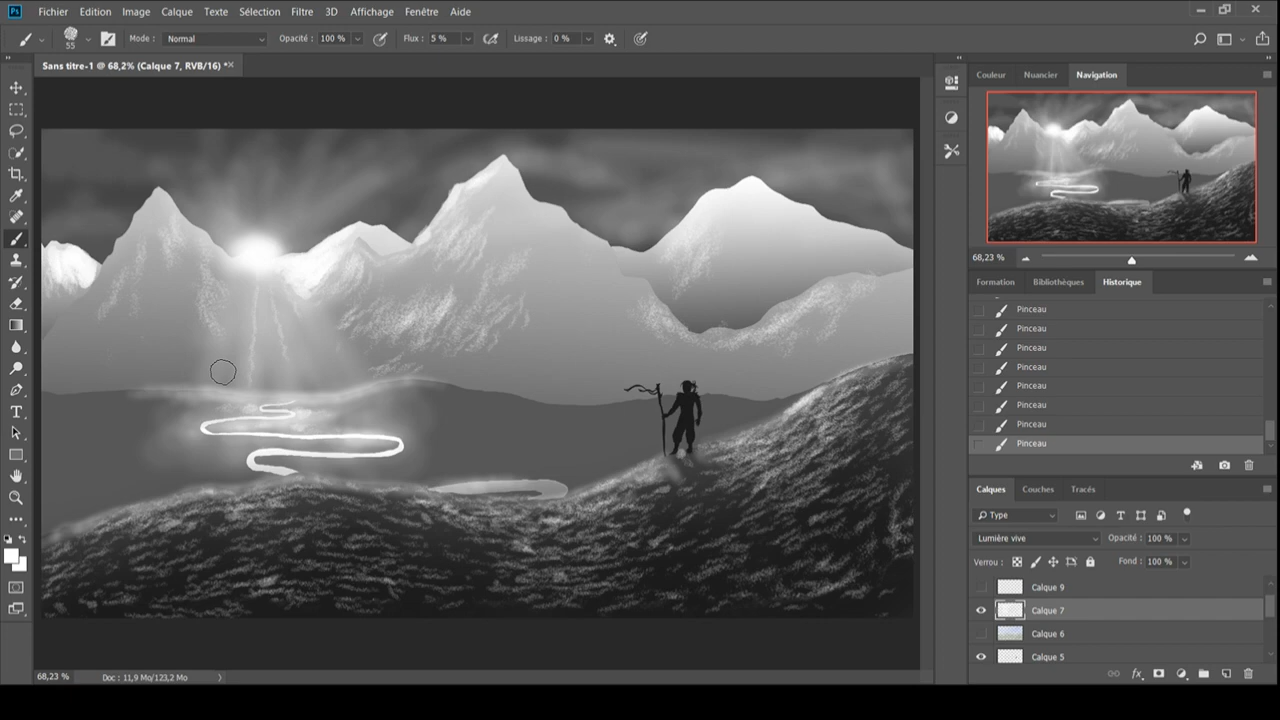 Ps Fichier Edition Image Calque Texte Sélection Filtre 3D Affichage Fenêtre Aide
55 Mode : Normal Opacité : 100 % Flux : 5 % Lissage : 0 %
Sans titre-1 @ 68,2% (Calque 7, RVB/16) *
Couleur Nuancier Navigation
68,23 %
Formation Bibliothèques Historique
Pinceau
Pinceau
Pinceau
Pinceau
Pinceau
Pinceau
Pinceau
Pinceau
Calques Couches Tracés
Type
Lumière vive Opacité : 100 %
Verrou : Fond : 100 %
Calque 9
Calque 7
Calque 6
Calque 5
68,23 % Doc : 11,9 Mo/123,2 Mo